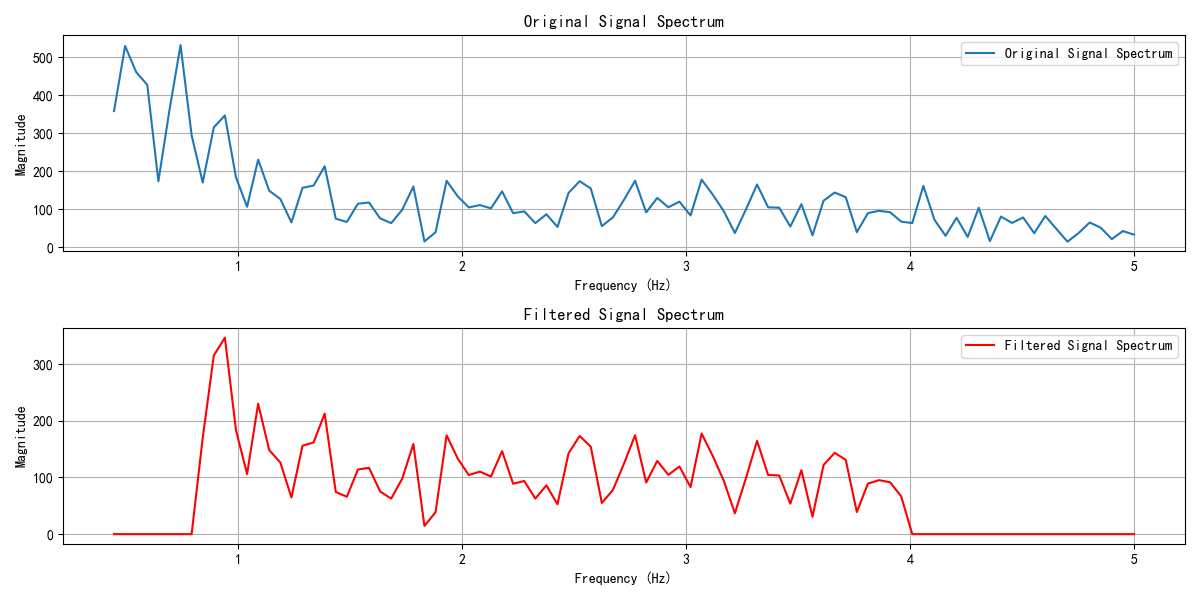 Original Signal Spectrum
Original Signal Spectrum
Magnitude
500
400
300
200
100
0
1
2
3
4
5
Frequency (Hz)
Filtered Signal Spectrum
Filtered Signal Spectrum
Magnitude
300
200
100
0
1
2
3
4
5
Frequency (Hz)